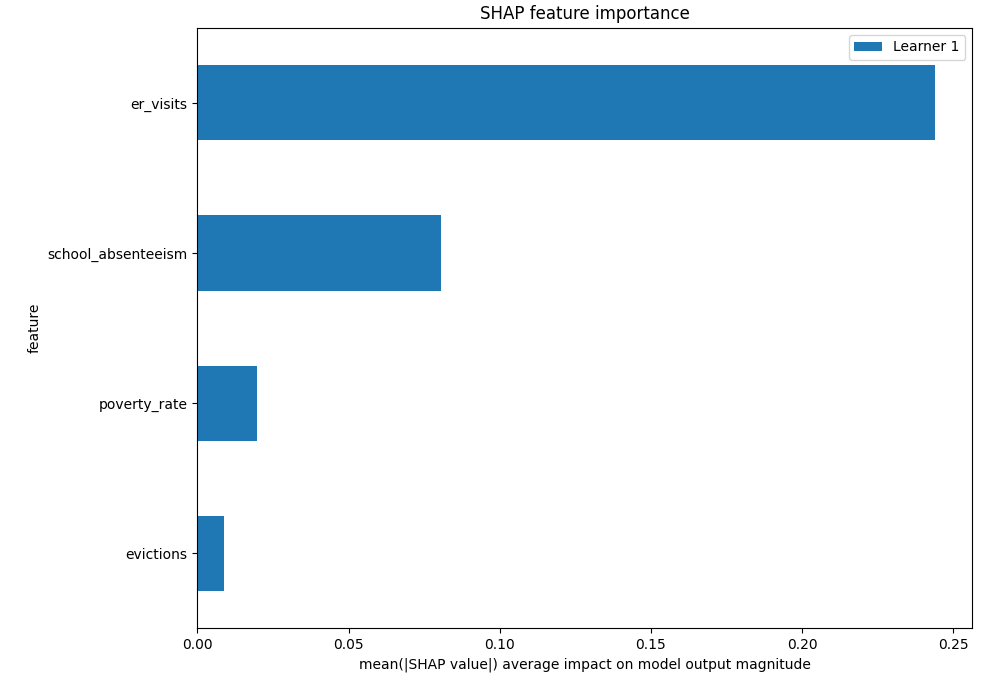 SHAP feature importance
Learner 1
er_visits
school_absenteeism
poverty_rate
evictions
feature
0.00 0.05 0.10 0.15 0.20 0.25
mean(|SHAP value|) average impact on model output magnitude